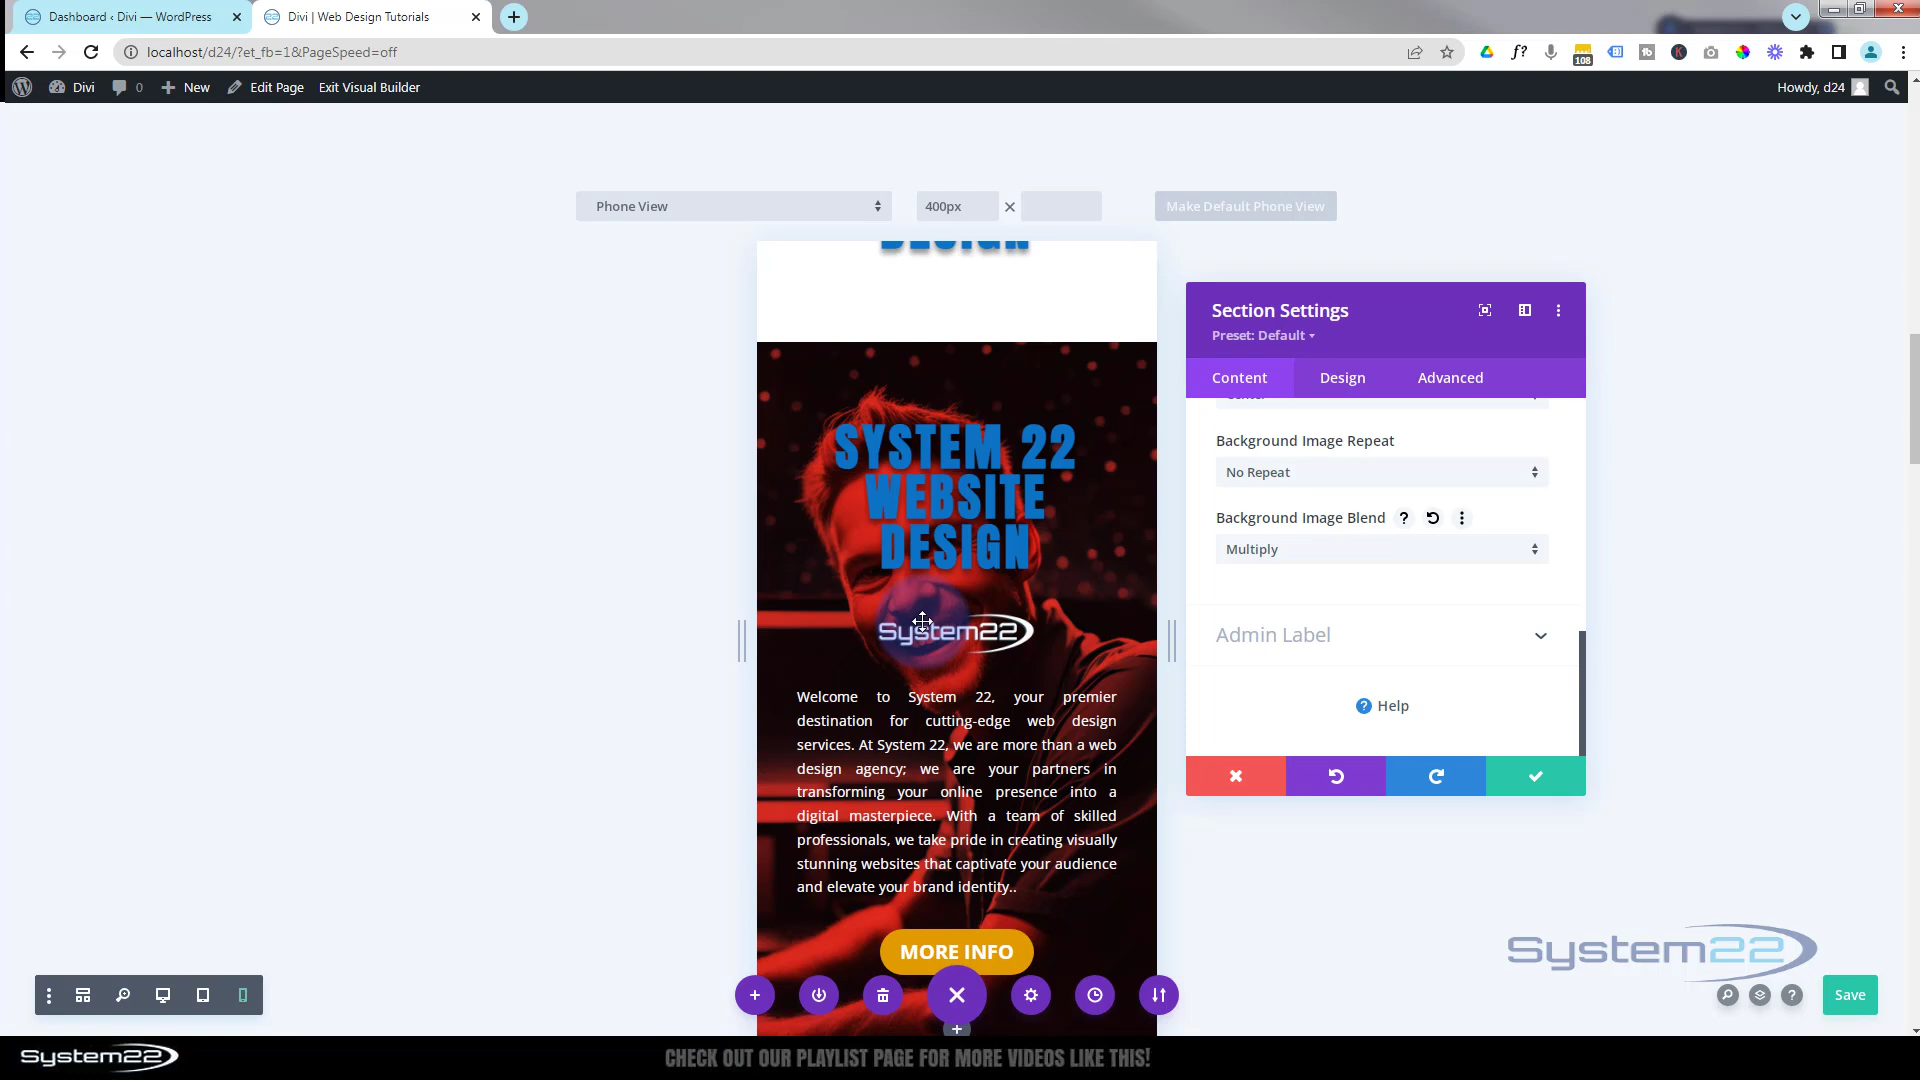 Dashboard ‹ Divi — WordPress
Divi | Web Design Tutorials
localhost/d24/?et_fb=1&PageSpeed=off
108
Divi
0
New
Edit Page
Exit Visual Builder
Howdy, d24
Phone View
400px
Make Default Phone View
DESIGN
Section Settings
Preset: Default
Content
Design
Advanced
Background Image Repeat
No Repeat
Background Image Blend
Multiply
Admin Label
Help
SYSTEM 22
WEBSITE
DESIGN
System22
Welcome to System 22, your premier
destination for cutting-edge web design
services. At System 22, we are more than a web
design agency; we are your partners in
transforming your online presence into a
digital masterpiece. With a team of skilled
professionals, we take pride in creating visually
stunning websites that captivate your audience
and elevate your brand identity..
MORE INFO
System22
Save
System22
CHECK OUT OUR PLAYLIST PAGE FOR MORE VIDEOS LIKE THIS!